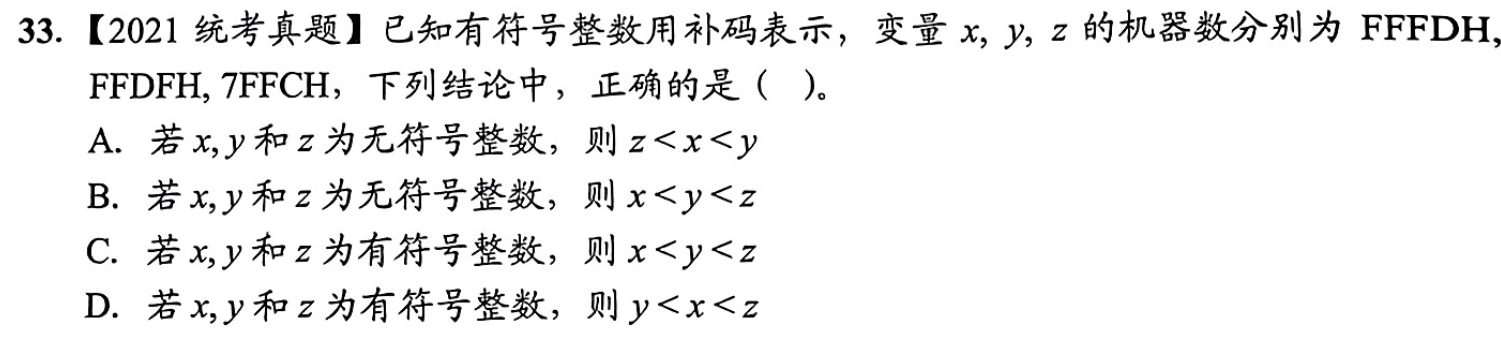 33.【2021 统考真题】已知有符号整数用补码表示，变量 x, y, z 的机器数分别为 FFFDH,
FFDFH, 7FFCH，下列结论中，正确的是（ ）。
A. 若 x, y 和 z 为无符号整数，则 z < x < y
B. 若 x, y 和 z 为无符号整数，则 x < y < z
C. 若 x, y 和 z 为有符号整数，则 x < y < z
D. 若 x, y 和 z 为有符号整数，则 y < x < z